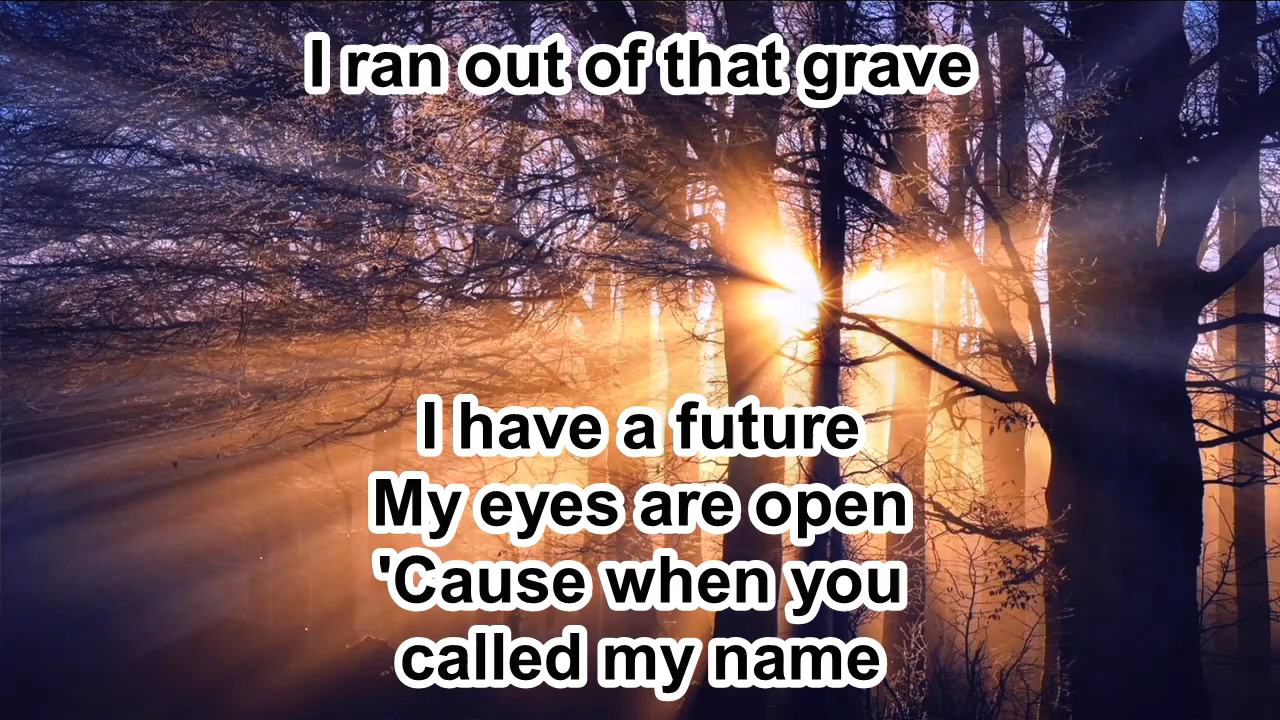 I ran out of that grave
I have a future
My eyes are open
'Cause when you
called my name